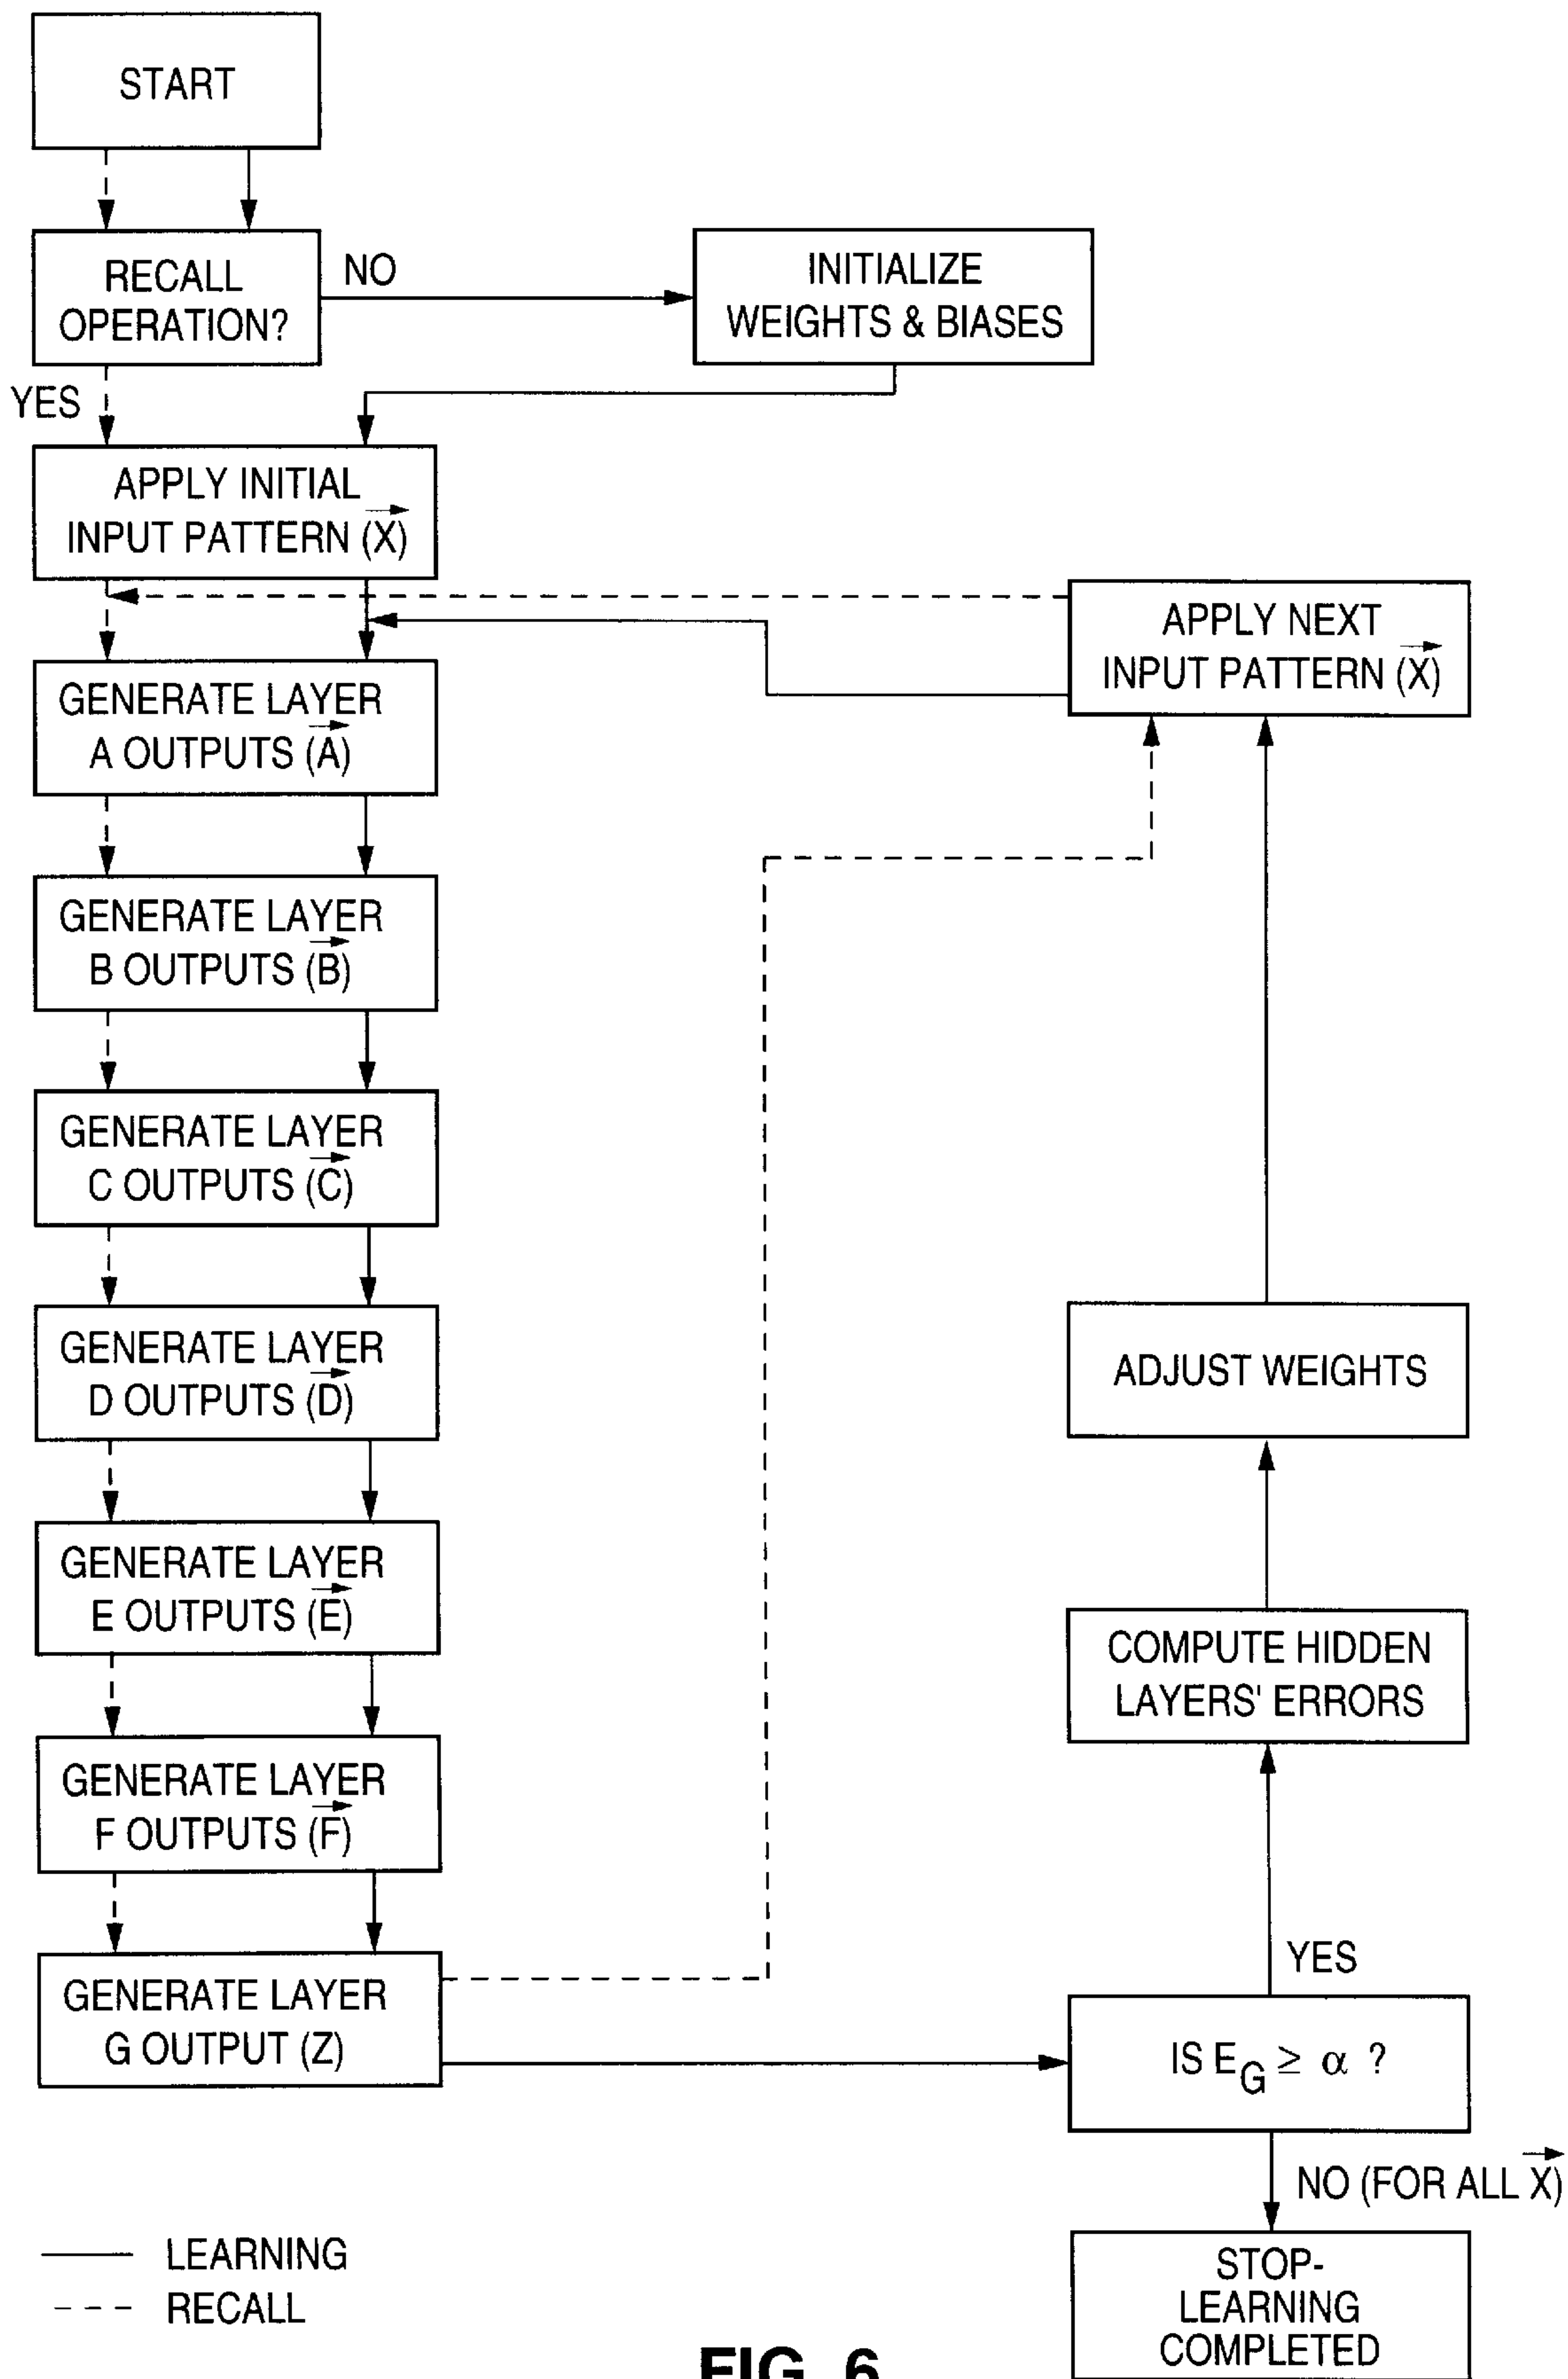 START
RECALL
OPERATION?
NO
INITIALIZE
WEIGHTS & BIASES
YES
APPLY INITIAL
INPUT PATTERN (X⃗)
APPLY NEXT
INPUT PATTERN (X⃗)
GENERATE LAYER
A OUTPUTS (A⃗)
GENERATE LAYER
B OUTPUTS (B⃗)
GENERATE LAYER
C OUTPUTS (C⃗)
GENERATE LAYER
D OUTPUTS (D⃗)
ADJUST WEIGHTS
GENERATE LAYER
E OUTPUTS (E⃗)
COMPUTE HIDDEN
LAYERS' ERRORS
GENERATE LAYER
F OUTPUTS (F⃗)
YES
GENERATE LAYER
G OUTPUT (Z)
IS E_G ≥ α ?
NO (FOR ALL X⃗)
STOP-
LEARNING
COMPLETED
LEARNING
RECALL
FIG. 6